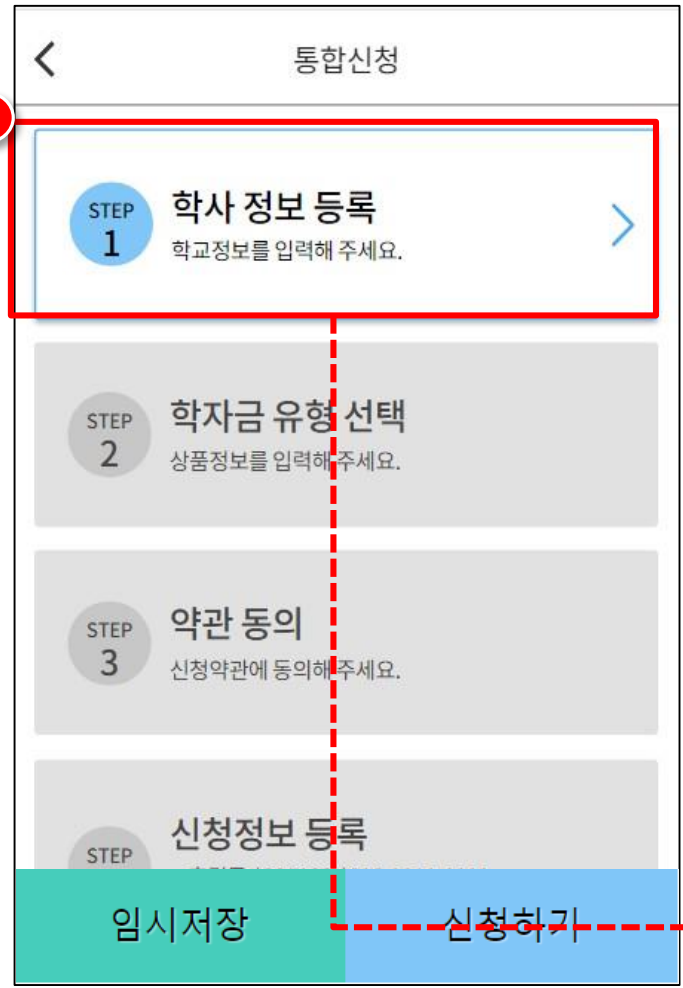 통합신청
STEP
1
학사 정보 등록
학교정보를 입력해 주세요.
STEP
2
학자금 유형 선택
상품정보를 입력해 주세요.
STEP
3
약관 동의
신청약관에 동의해 주세요.
STEP
신청정보 등록
임시저장
신청하기